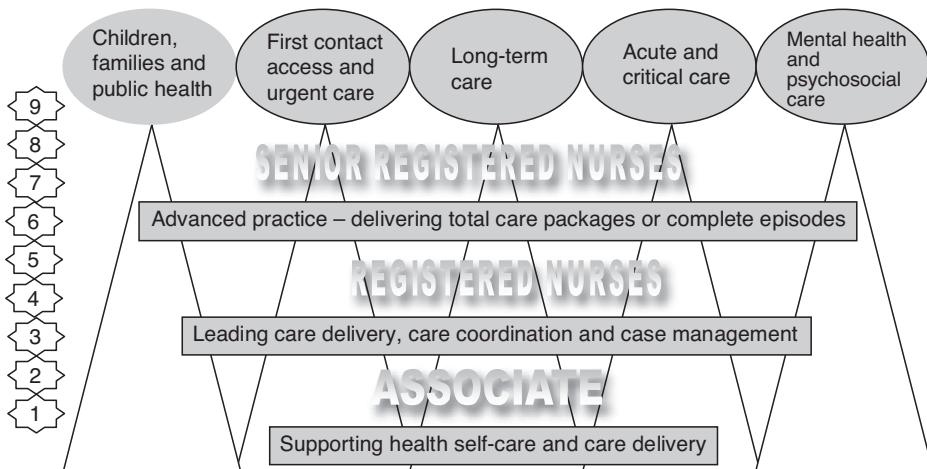 Children,
families and
public health
First contact
access and
urgent care
Long-term
care
Acute and
critical care
Mental health
and
psychosocial
care
9
8
SENIOR REGISTERED NURSES
7
6
Advanced practice – delivering total care packages or complete episodes
5
REGISTERED NURSES
4
3
Leading care delivery, care coordination and case management
2
ASSOCIATE
1
Supporting health self-care and care delivery